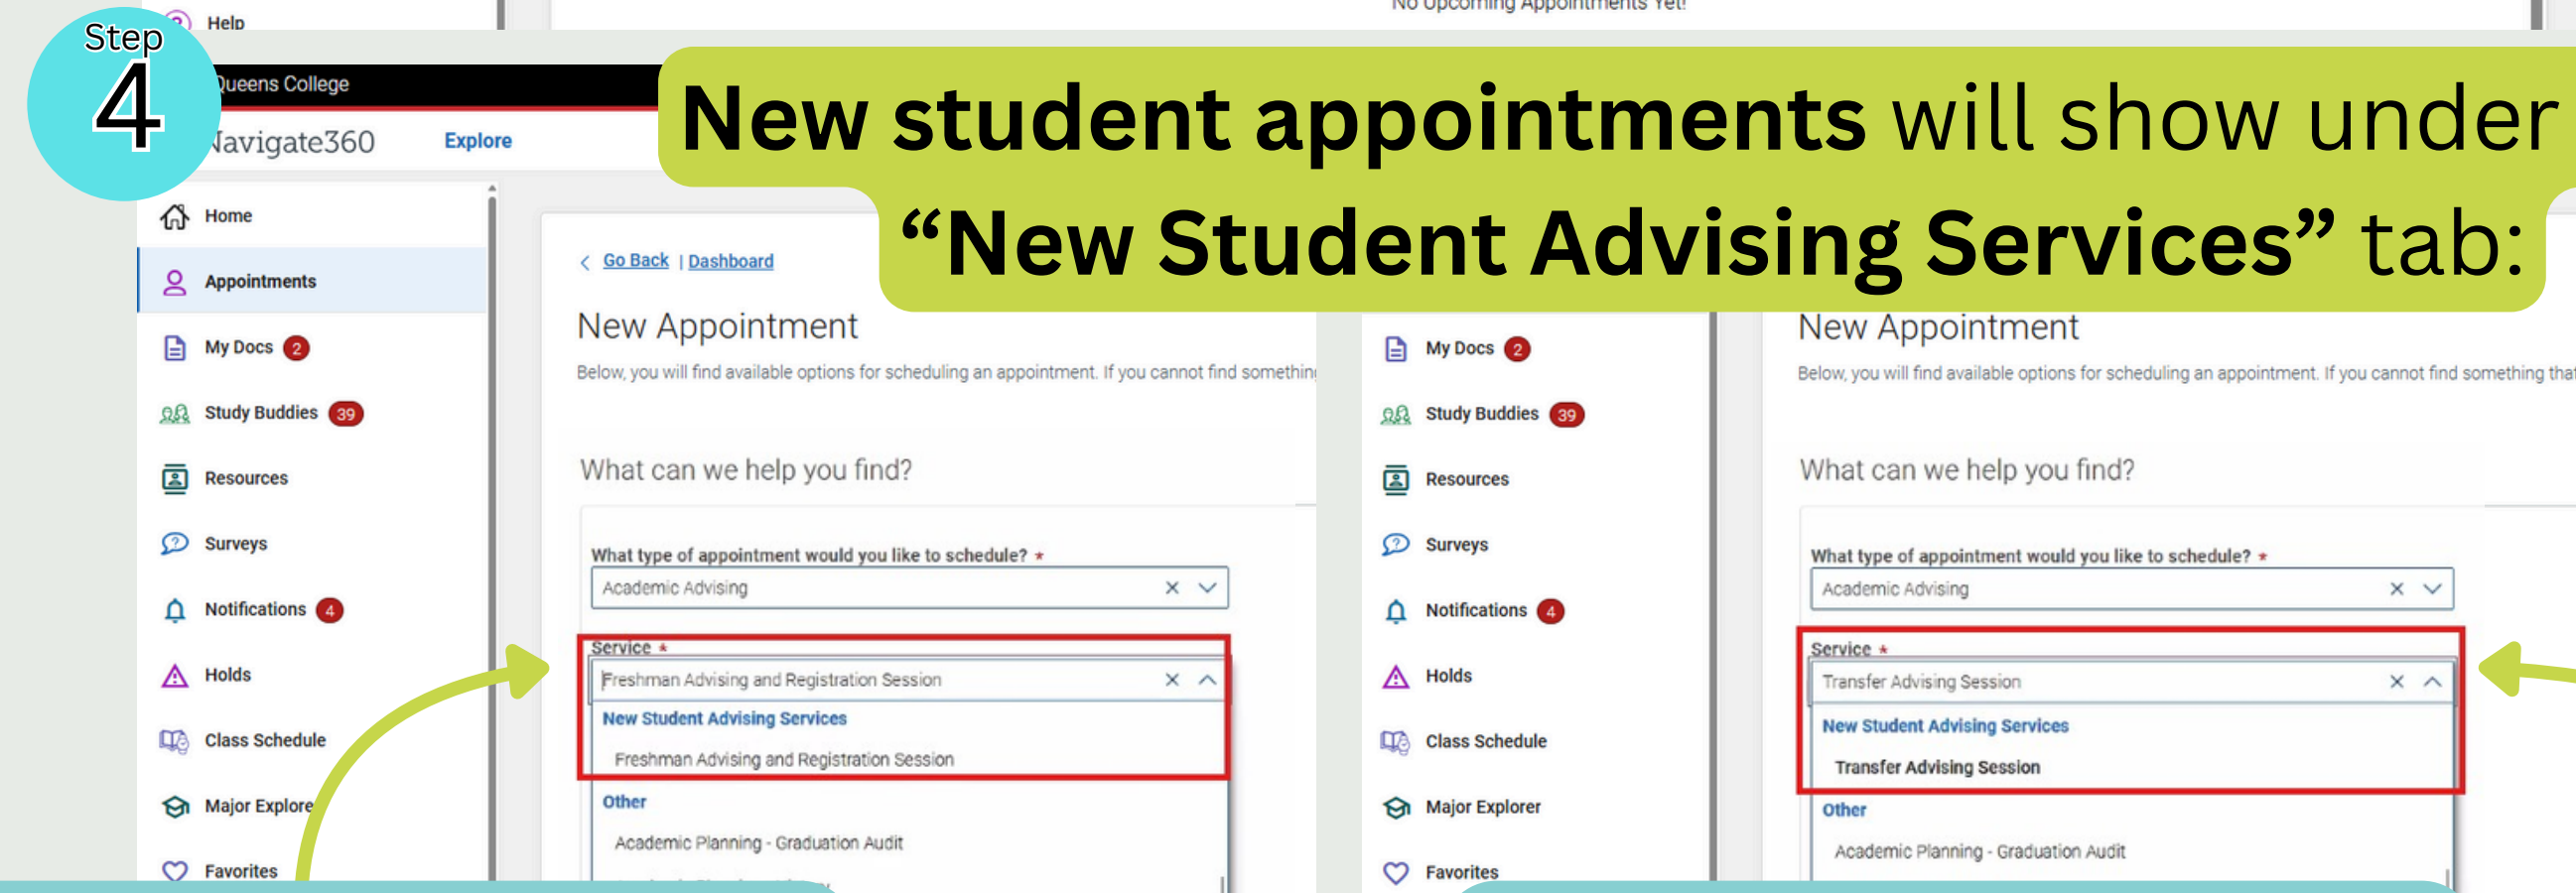 Help
No Upcoming Appointments Yet!
Step
4
Queens College
Navigate360
Explore
New student appointments will show under
“New Student Advising Services” tab:
Home
Appointments
My Docs 2
Study Buddies 39
Resources
Surveys
Notifications 4
Holds
Class Schedule
Major Explorer
Favorites
Go Back | Dashboard
New Appointment
Below, you will find available options for scheduling an appointment. If you cannot find something
What can we help you find?
What type of appointment would you like to schedule? *
Academic Advising
Service *
Freshman Advising and Registration Session
New Student Advising Services
Freshman Advising and Registration Session
Other
Academic Planning - Graduation Audit
My Docs 2
Study Buddies 39
Resources
Surveys
Notifications 4
Holds
Class Schedule
Major Explorer
Favorites
New Appointment
Below, you will find available options for scheduling an appointment. If you cannot find something that
What can we help you find?
What type of appointment would you like to schedule? *
Academic Advising
Service *
Transfer Advising Session
New Student Advising Services
Transfer Advising Session
Other
Academic Planning - Graduation Audit